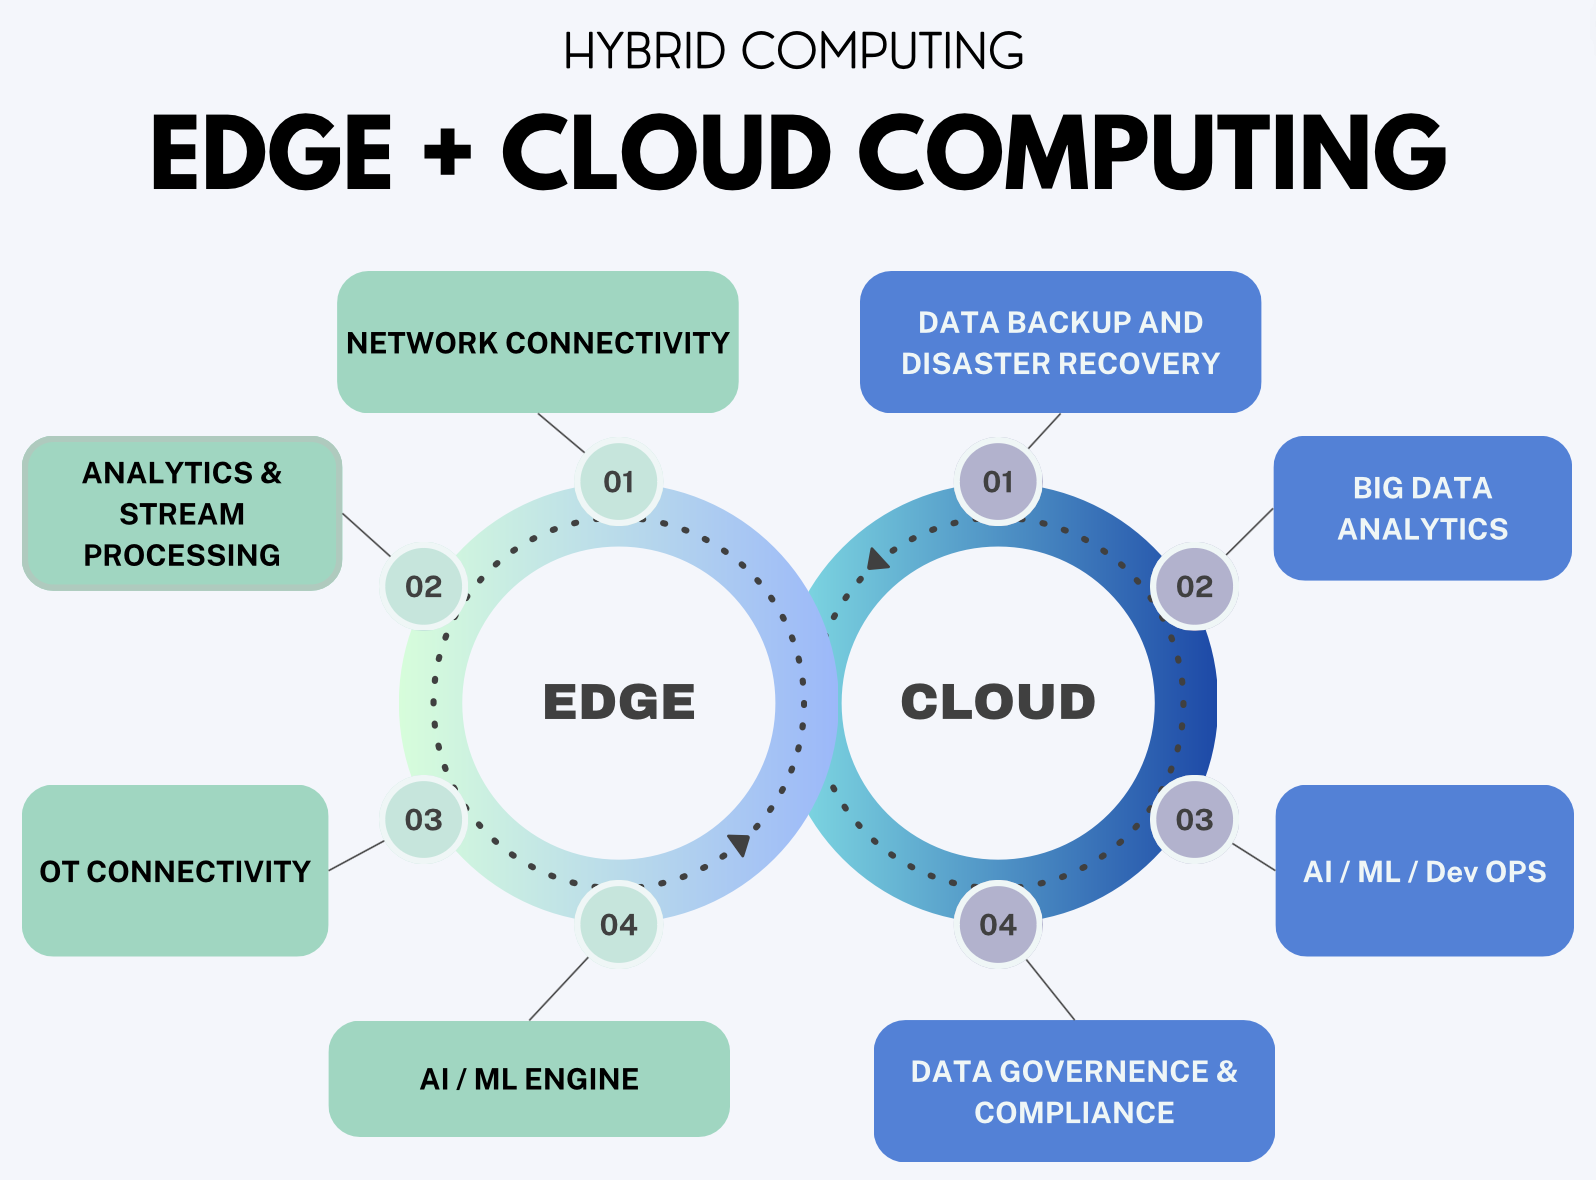 HYBRID COMPUTING
EDGE + CLOUD COMPUTING
NETWORK CONNECTIVITY
DATA BACKUP AND
DISASTER RECOVERY
ANALYTICS &
STREAM
PROCESSING
BIG DATA
ANALYTICS
01
01
02
02
EDGE
CLOUD
03
03
OT CONNECTIVITY
AI / ML / Dev OPS
04
04
AI / ML ENGINE
DATA GOVERNENCE &
COMPLIANCE